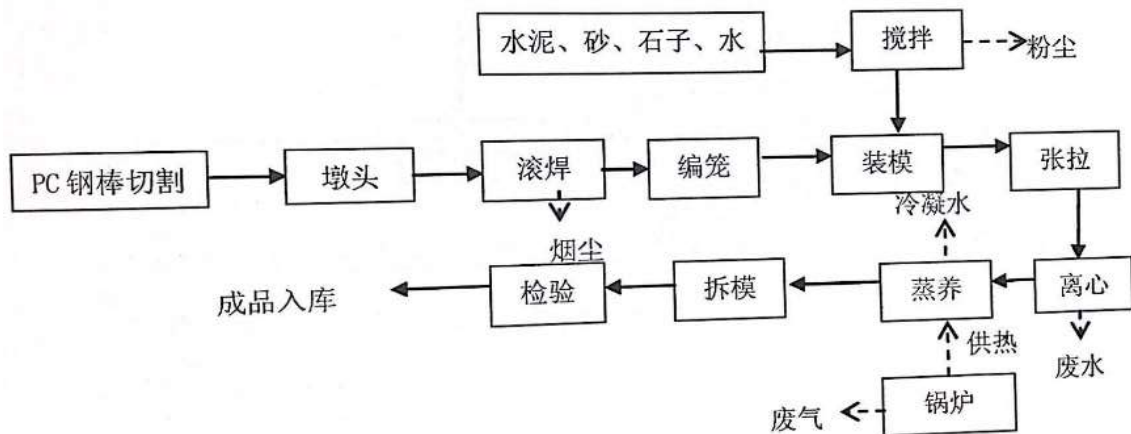 水泥、砂、石子、水
搅拌
粉尘
PC钢棒切割
墩头
滚焊
编笼
装模
张拉
烟尘
冷凝水
成品入库
检验
拆模
蒸养
离心
供热
废水
废气
锅炉